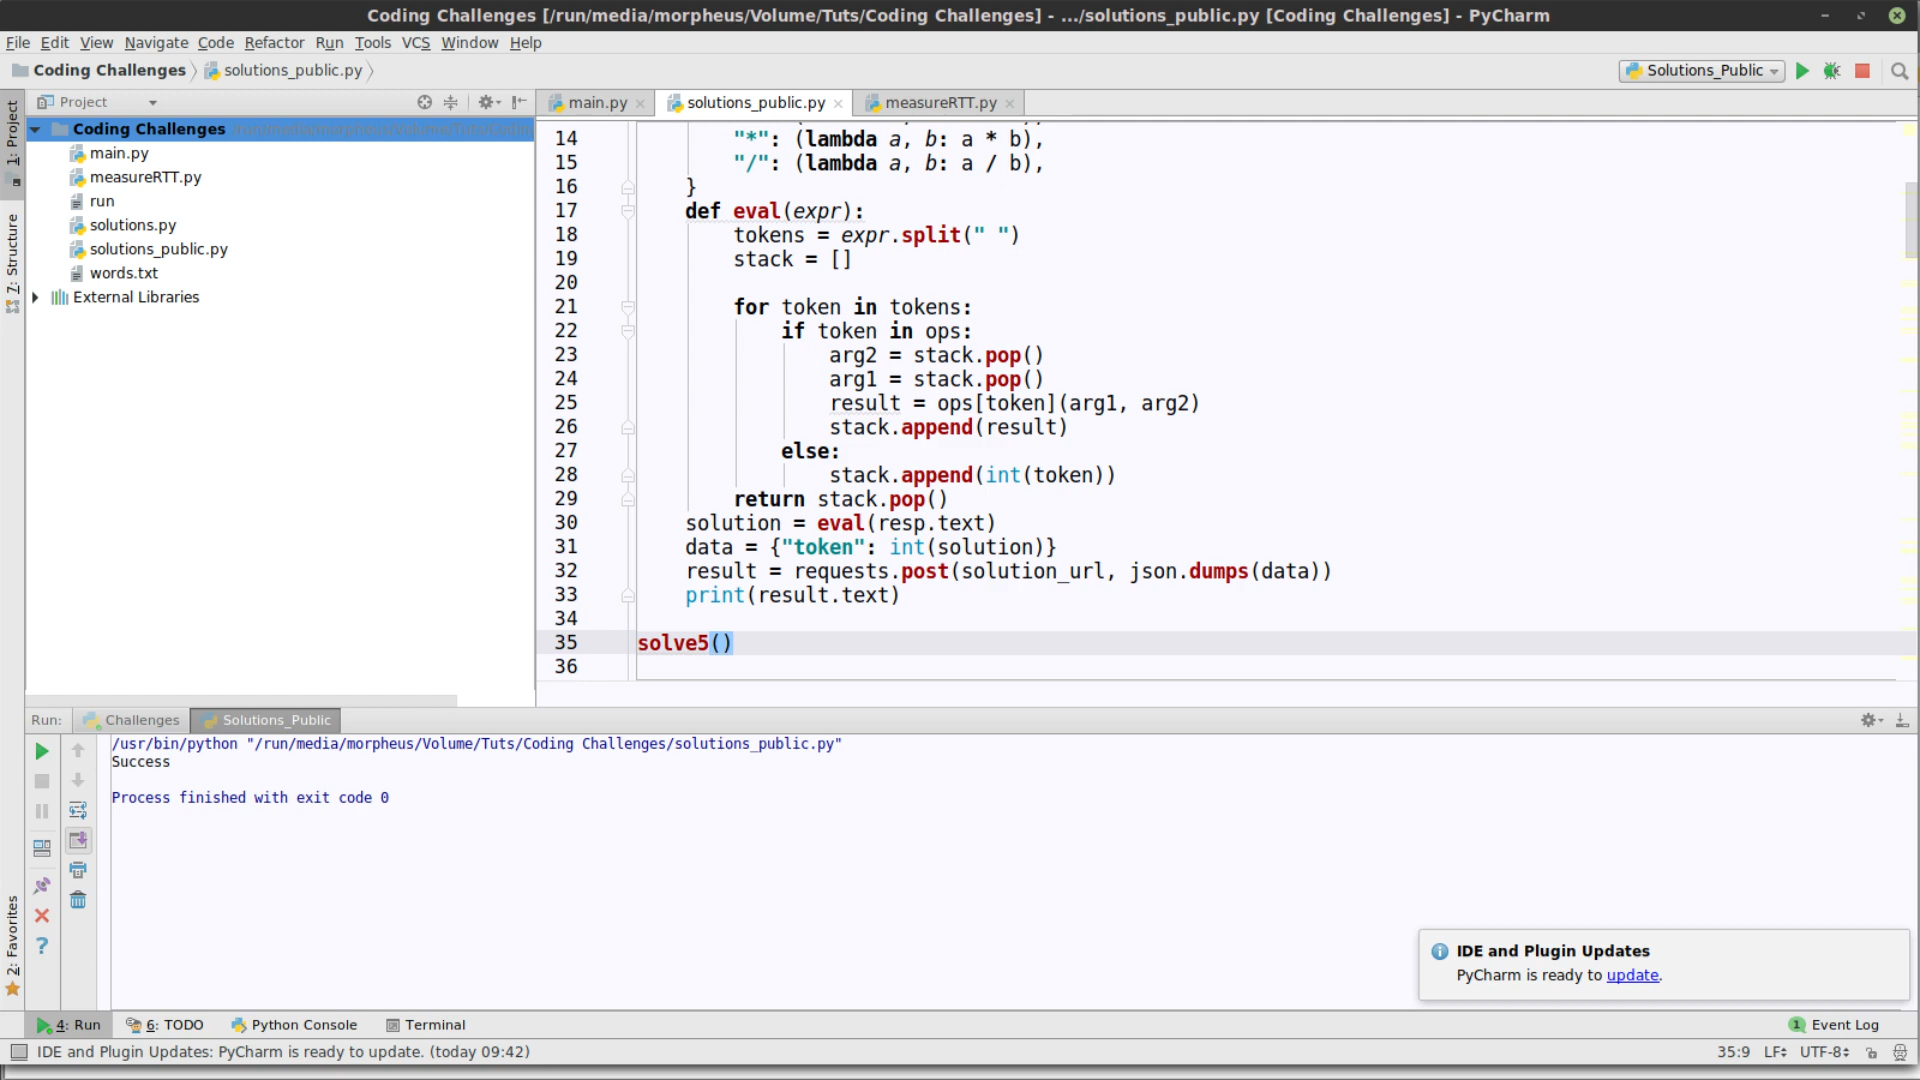 Coding Challenges [/run/media/morpheus/Volume/Tuts/Coding Challenges] - .../solutions_public.py [Coding Challenges] - PyCharm
File Edit View Navigate Code Refactor Run Tools VCS Window Help
Coding Challenges solutions_public.py Solutions_Public
1: Project
7: Structure
2: Favorites
Project
main.py solutions_public.py measureRTT.py
Coding Challenges
main.py
measureRTT.py
run
solutions.py
solutions_public.py
words.txt
External Libraries
14 "*": (lambda a, b: a * b),
15 "/": (lambda a, b: a / b),
16 }
17 def eval(expr):
18 tokens = expr.split(" ")
19 stack = []
20
21 for token in tokens:
22 if token in ops:
23 arg2 = stack.pop()
24 arg1 = stack.pop()
25 result = ops[token](arg1, arg2)
26 stack.append(result)
27 else:
28 stack.append(int(token))
29 return stack.pop()
30 solution = eval(resp.text)
31 data = {"token": int(solution)}
32 result = requests.post(solution_url, json.dumps(data))
33 print(result.text)
34
35 solve5()
36
Run: Challenges Solutions_Public
/usr/bin/python "/run/media/morpheus/Volume/Tuts/Coding Challenges/solutions_public.py"
Success
Process finished with exit code 0
IDE and Plugin Updates
PyCharm is ready to update.
4: Run 6: TODO Python Console Terminal 1 Event Log
IDE and Plugin Updates: PyCharm is ready to update. (today 09:42) 35:9 LF UTF-8